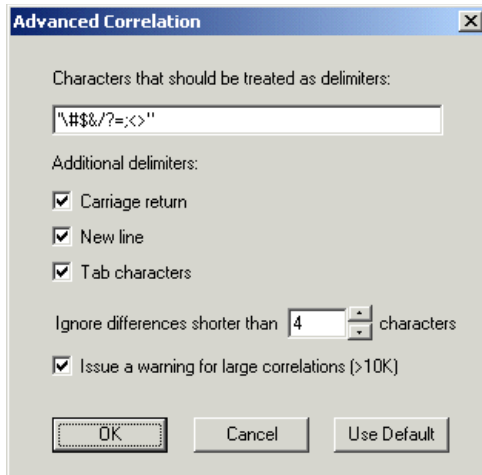 Advanced Correlation
Characters that should be treated as delimiters:
"\#$&/?=;<>"
Additional delimiters:
Carriage return
New line
Tab characters
Ignore differences shorter than 4 characters
Issue a warning for large correlations (>10K)
OK Cancel Use Default